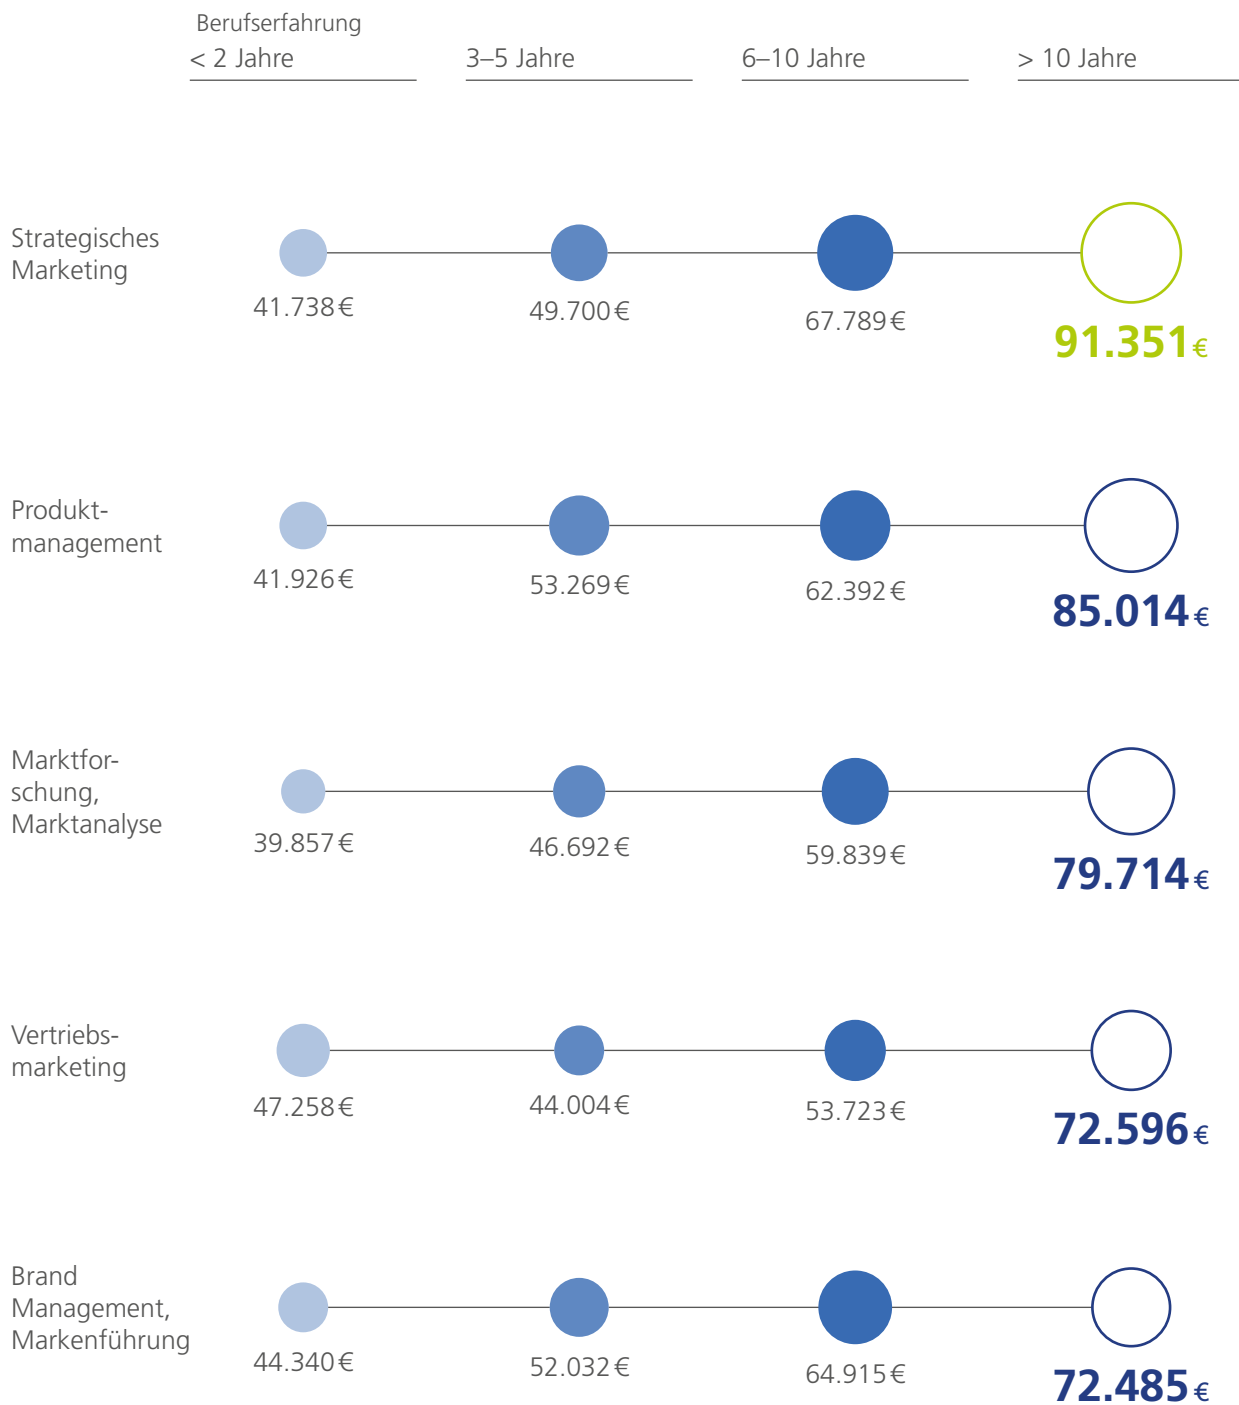 Berufserfahrung
< 2 Jahre 3–5 Jahre 6–10 Jahre > 10 Jahre
Strategisches
Marketing
41.738 € 49.700 € 67.789 € 91.351 €
Produkt-
management
41.926 € 53.269 € 62.392 € 85.014 €
Marktfor-
schung,
Marktanalyse
39.857 € 46.692 € 59.839 € 79.714 €
Vertriebs-
marketing
47.258 € 44.004 € 53.723 € 72.596 €
Brand
Management,
Markenführung
44.340 € 52.032 € 64.915 € 72.485 €